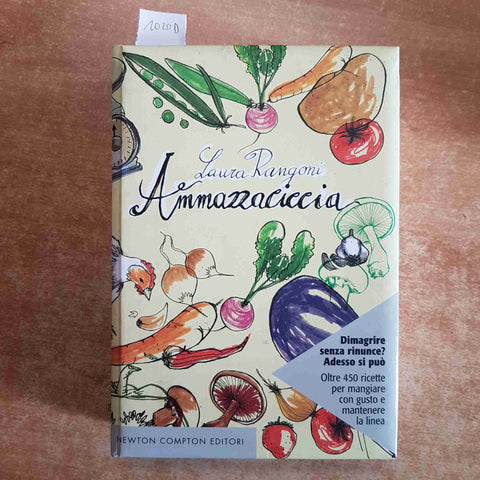 1020D
Laura Rangoni
Ammazzaciccia
Dimagrire
senza rinunce?
Adesso si può
Oltre 450 ricette
per mangiare
con gusto e
mantenere
la linea
NEWTON COMPTON EDITORI